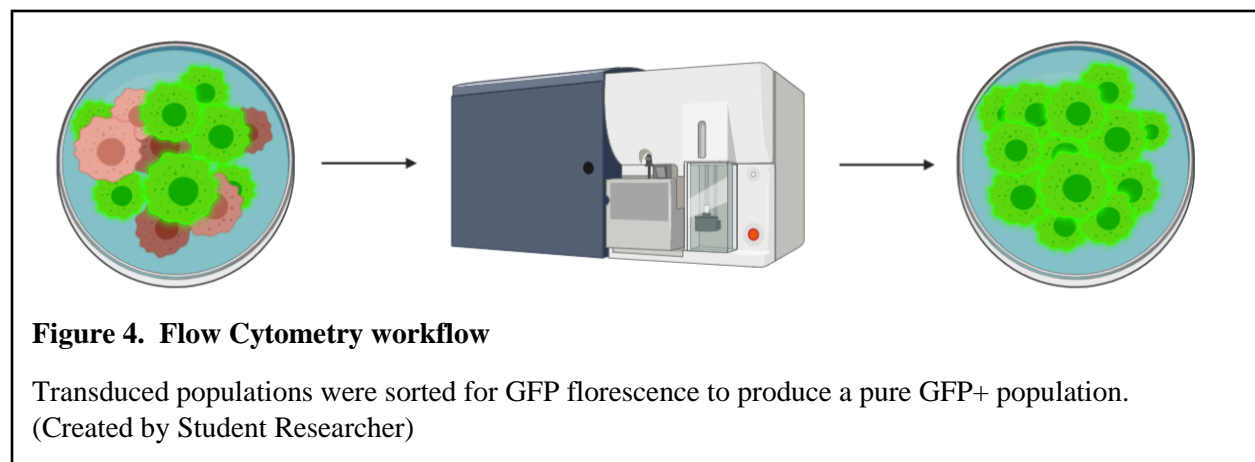 Figure 4. Flow Cytometry workflow
Transduced populations were sorted for GFP florescence to produce a pure GFP+ population.
(Created by Student Researcher)